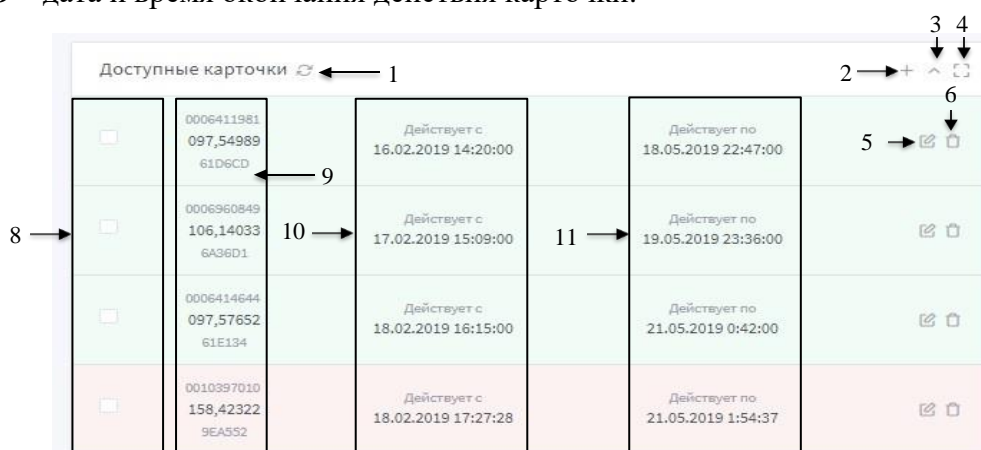 дата и время окончания действия карточки.
3 4
Доступные карточки 1 2
6
0006411981
097,54989
61D6CD
Действует с
16.02.2019 14:20:00
Действует по
18.05.2019 22:47:00
5
9
0006960849
106,14033
6A36D1
Действует с
17.02.2019 15:09:00
Действует по
19.05.2019 23:36:00
8
10
11
0006414644
097,57652
61E134
Действует с
18.02.2019 16:15:00
Действует по
21.05.2019 0:42:00
0010397010
158,42322
9EA552
Действует с
18.02.2019 17:27:28
Действует по
21.05.2019 1:54:37